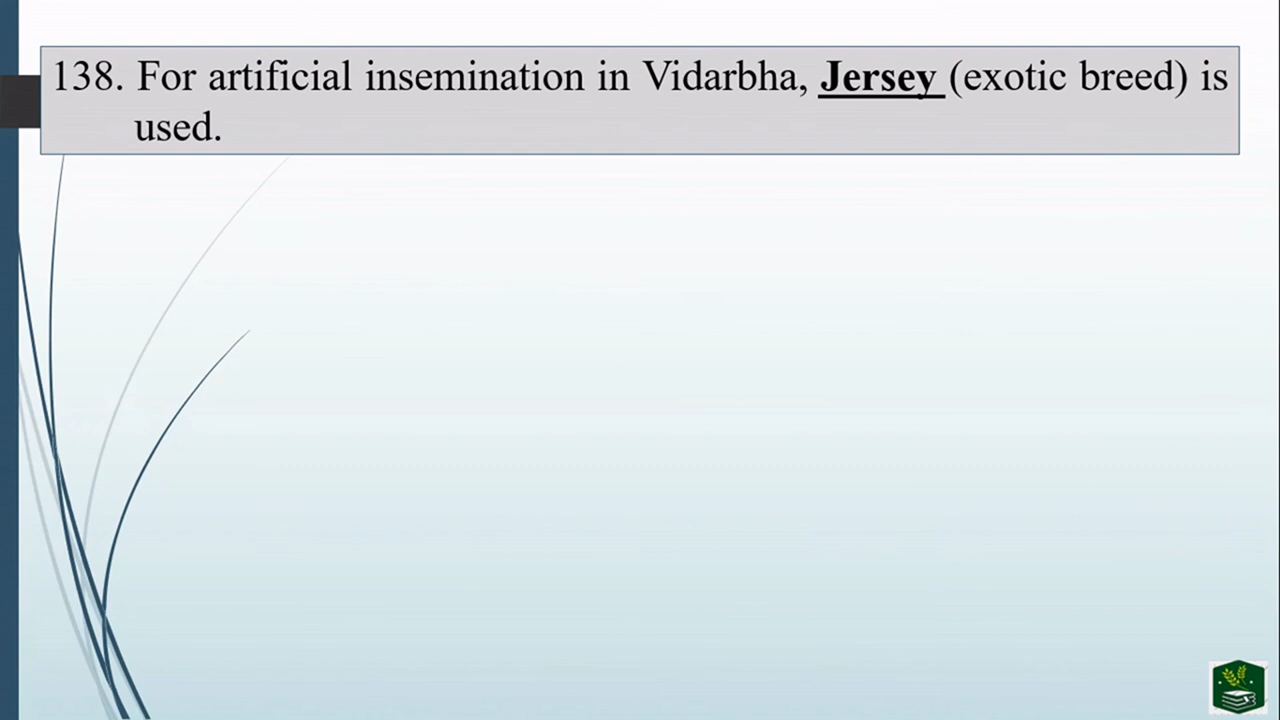 138. For artificial insemination in Vidarbha, Jersey (exotic breed) is
used.